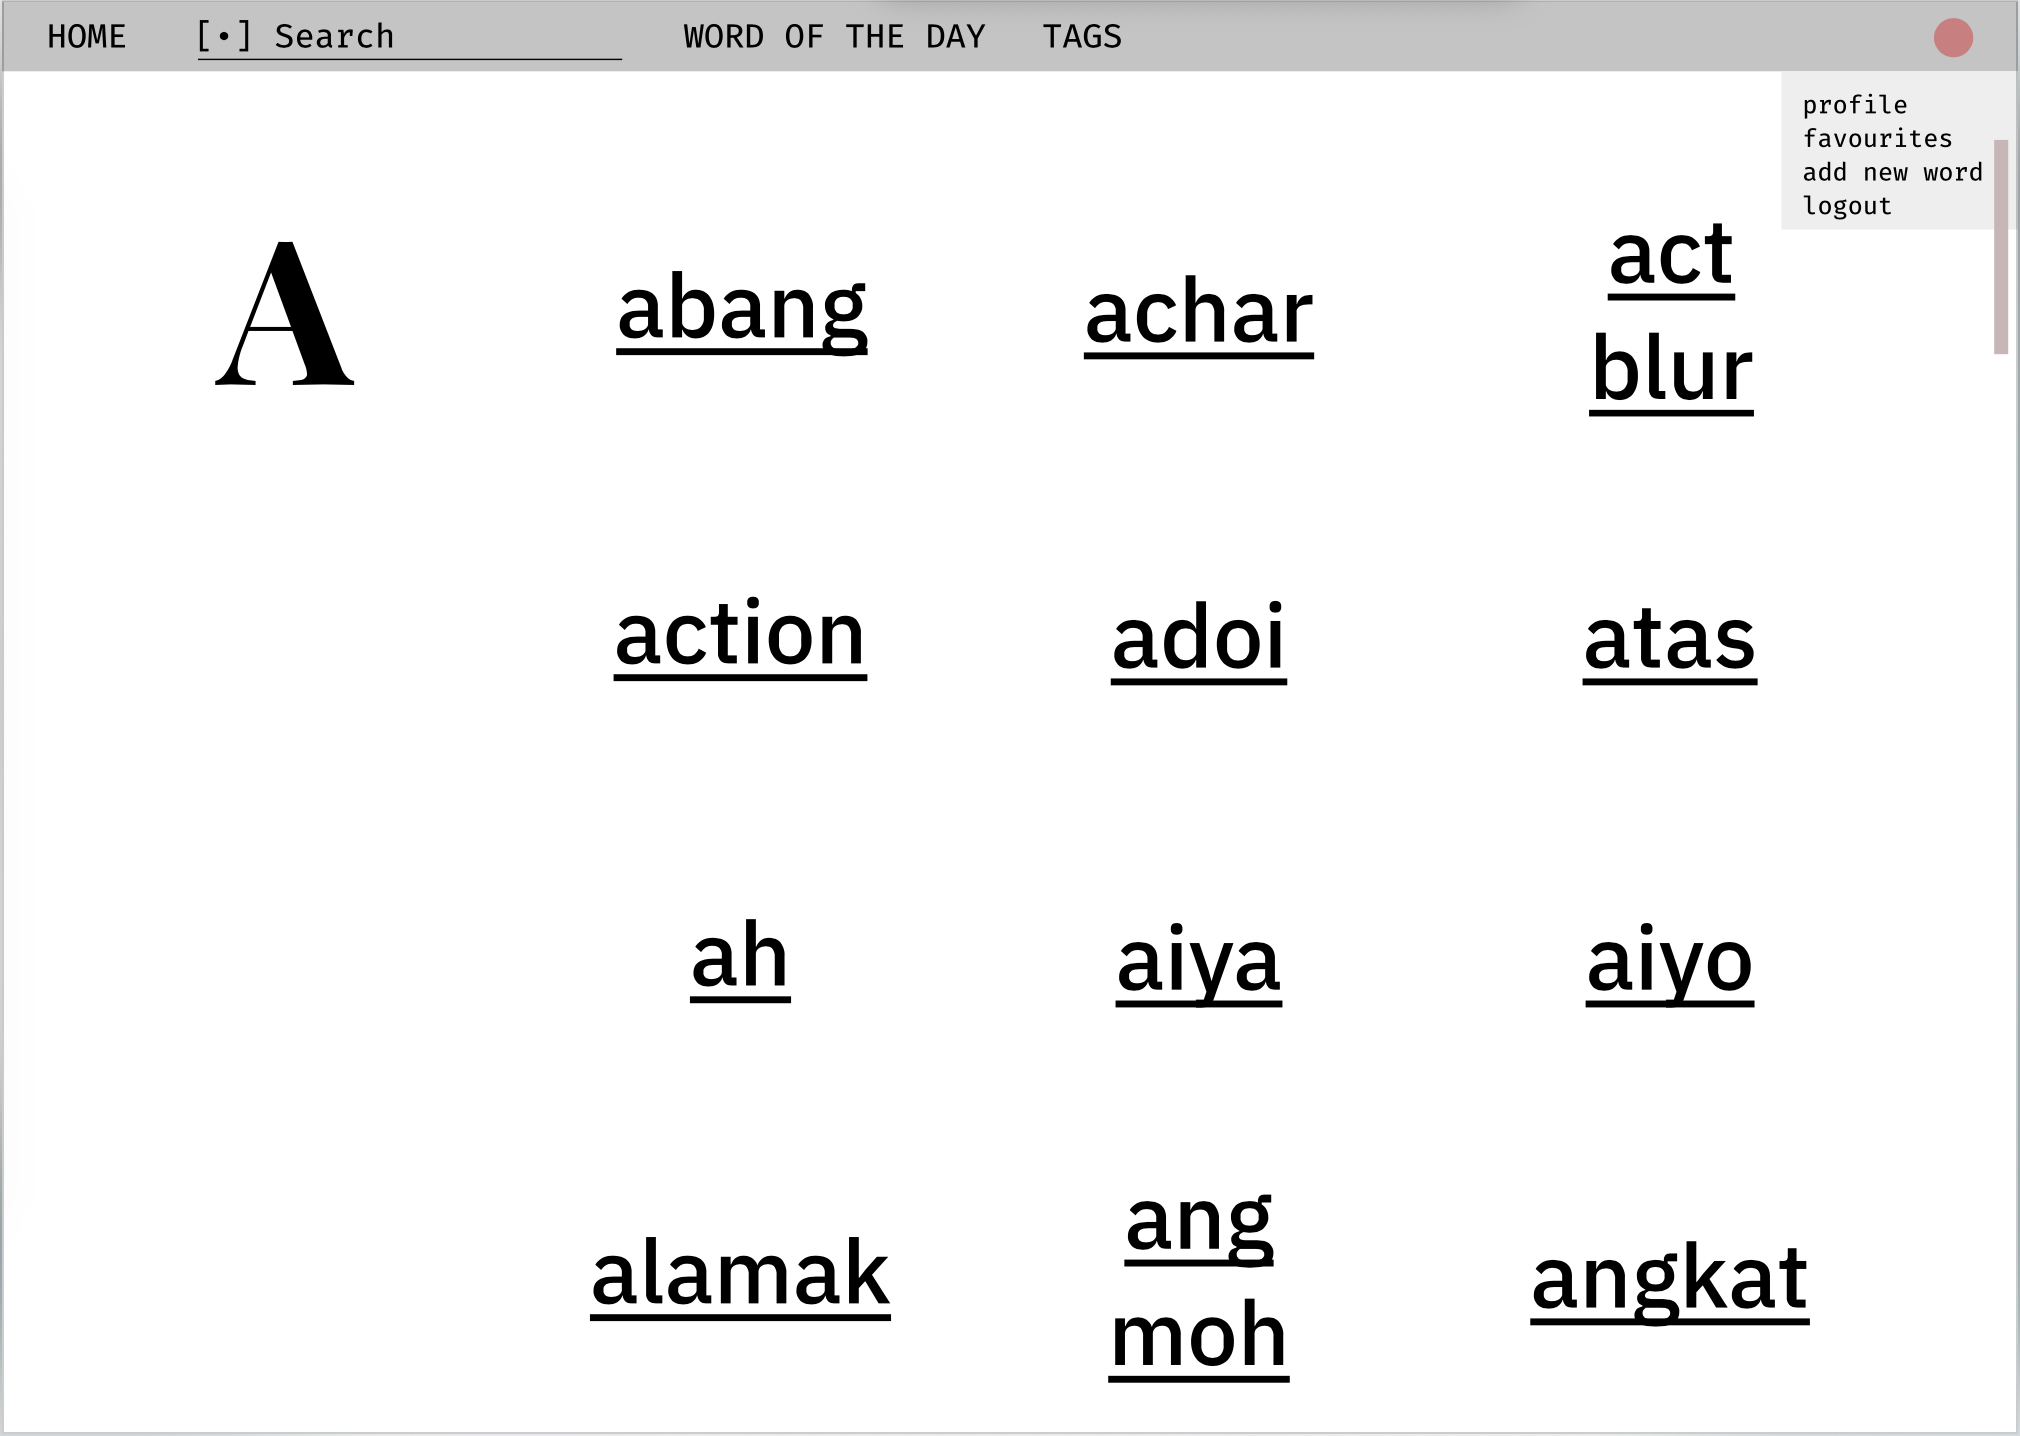 HOME [•] Search WORD OF THE DAY TAGS
profile
favourites
add new word
logout
A
abang
achar
act
blur
action
adoi
atas
ah
aiya
aiyo
alamak
ang
moh
angkat